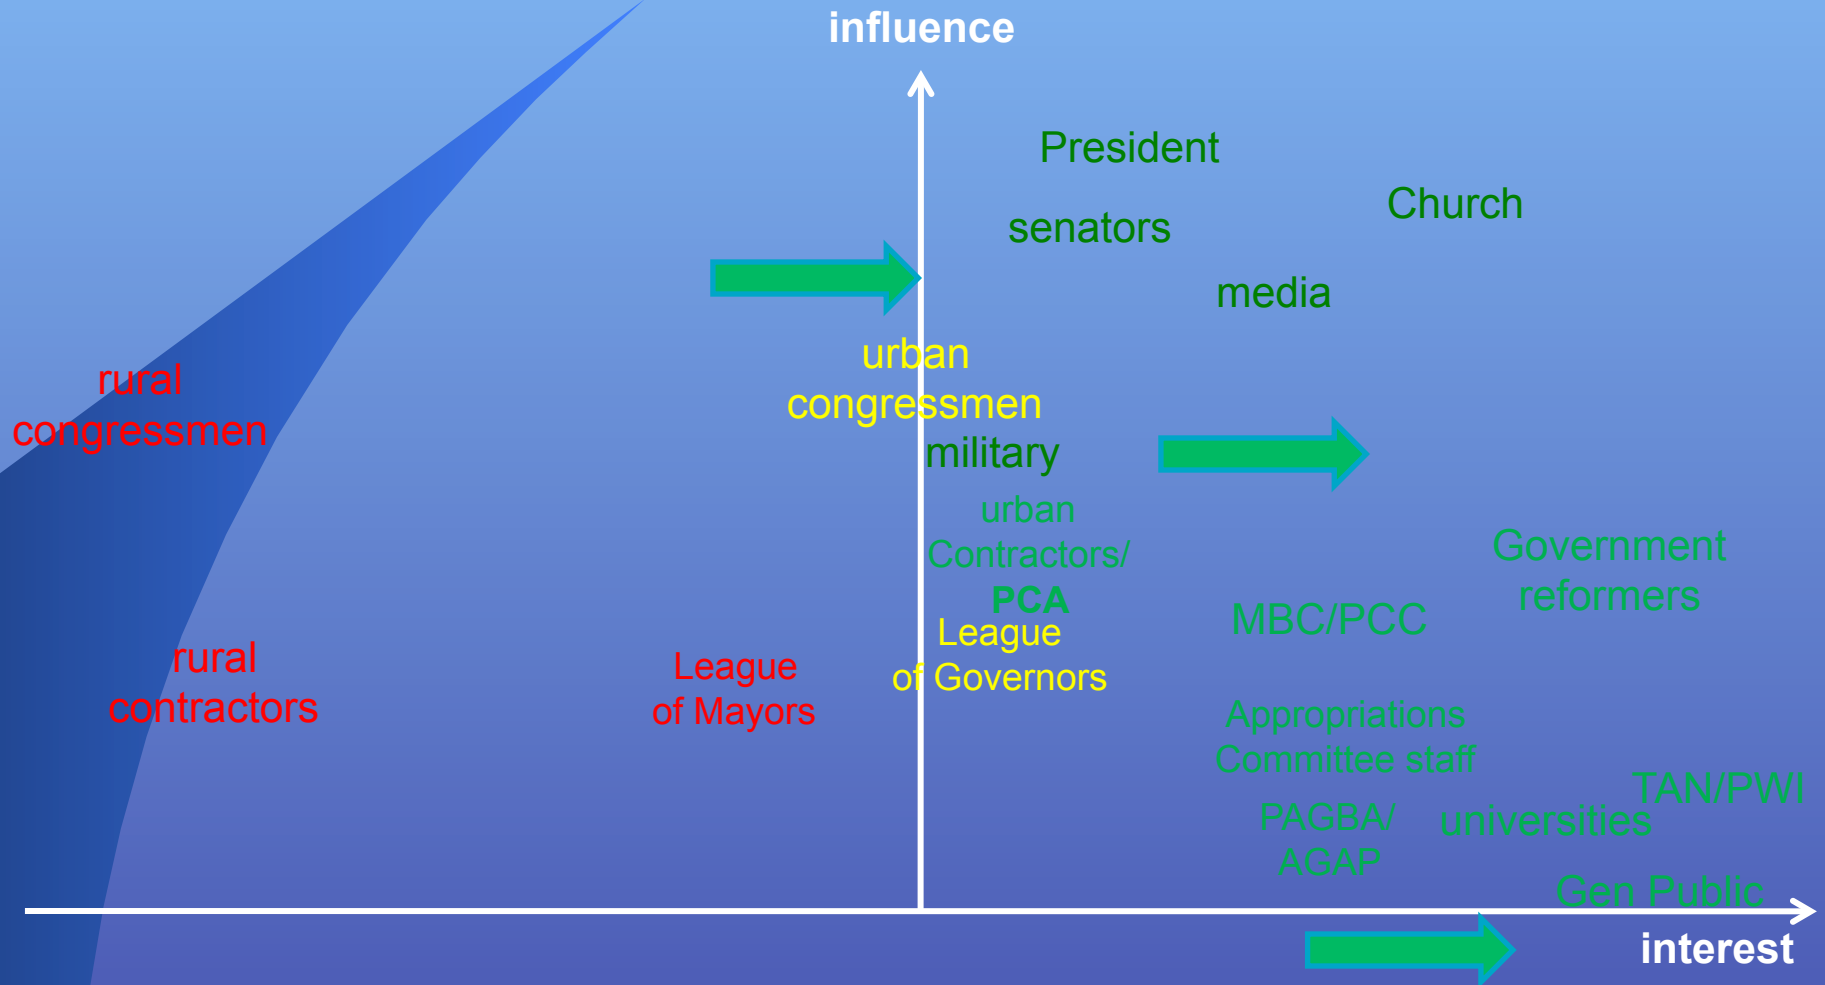 influence
President
Church
senators
media
urban
congressmen
rural
congressmen
military
urban
Contractors/
PCA
Government
reformers
MBC/PCC
League
of Governors
rural
contractors
League
of Mayors
Appropriations
Committee staff
TAN/PWI
universities
PAGBA/
AGAP
Gen Public
interest